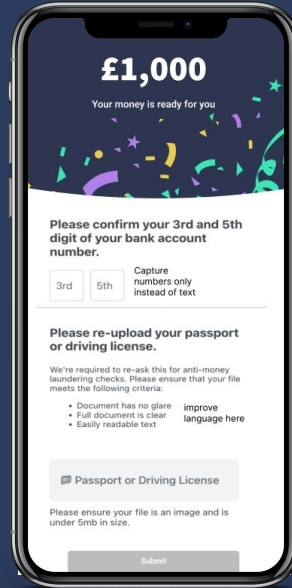 £1,000
Your money is ready for you
Please confirm your 3rd and 5th
digit of your bank account
number.
3rd
5th
Capture
numbers only
instead of text
Please re-upload your passport
or driving license.
We're required to re-ask this for anti-money
laundering checks. Please ensure that your file
meets the following criteria:
• Document has no glare
• Full document is clear
• Easily readable text
improve
language here
Passport or Driving License
Please ensure your file is an image and is
under 5mb in size.
Submit